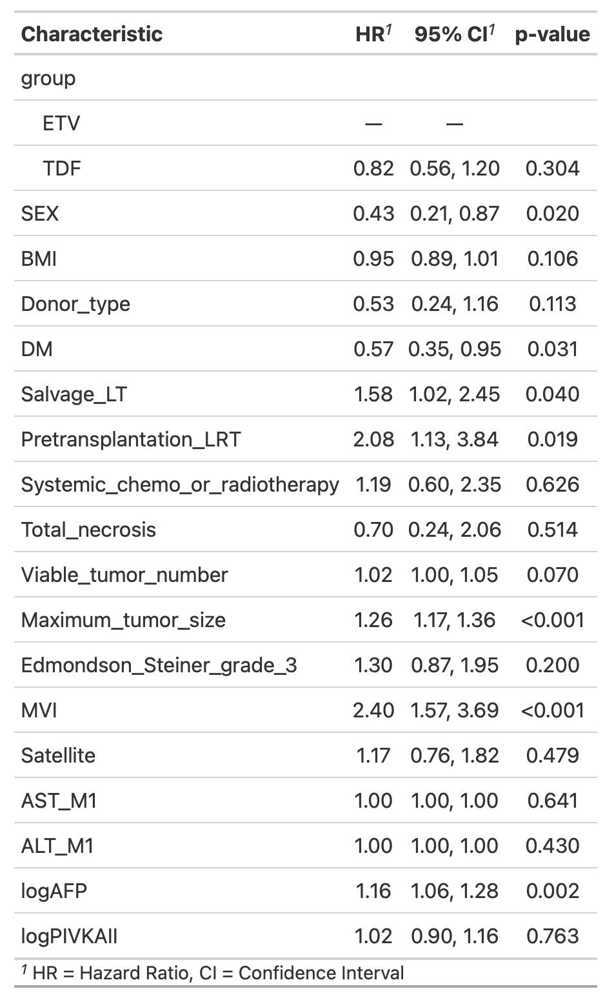 Characteristic HR1 95% CI1 p-value
group
ETV — —
TDF 0.82 0.56, 1.20 0.304
SEX 0.43 0.21, 0.87 0.020
BMI 0.95 0.89, 1.01 0.106
Donor_type 0.53 0.24, 1.16 0.113
DM 0.57 0.35, 0.95 0.031
Salvage_LT 1.58 1.02, 2.45 0.040
Pretransplantation_LRT 2.08 1.13, 3.84 0.019
Systemic_chemo_or_radiotherapy 1.19 0.60, 2.35 0.626
Total_necrosis 0.70 0.24, 2.06 0.514
Viable_tumor_number 1.02 1.00, 1.05 0.070
Maximum_tumor_size 1.26 1.17, 1.36 <0.001
Edmondson_Steiner_grade_3 1.30 0.87, 1.95 0.200
MVI 2.40 1.57, 3.69 <0.001
Satellite 1.17 0.76, 1.82 0.479
AST_M1 1.00 1.00, 1.00 0.641
ALT_M1 1.00 1.00, 1.00 0.430
logAFP 1.16 1.06, 1.28 0.002
logPIVKAII 1.02 0.90, 1.16 0.763
1 HR = Hazard Ratio, CI = Confidence Interval